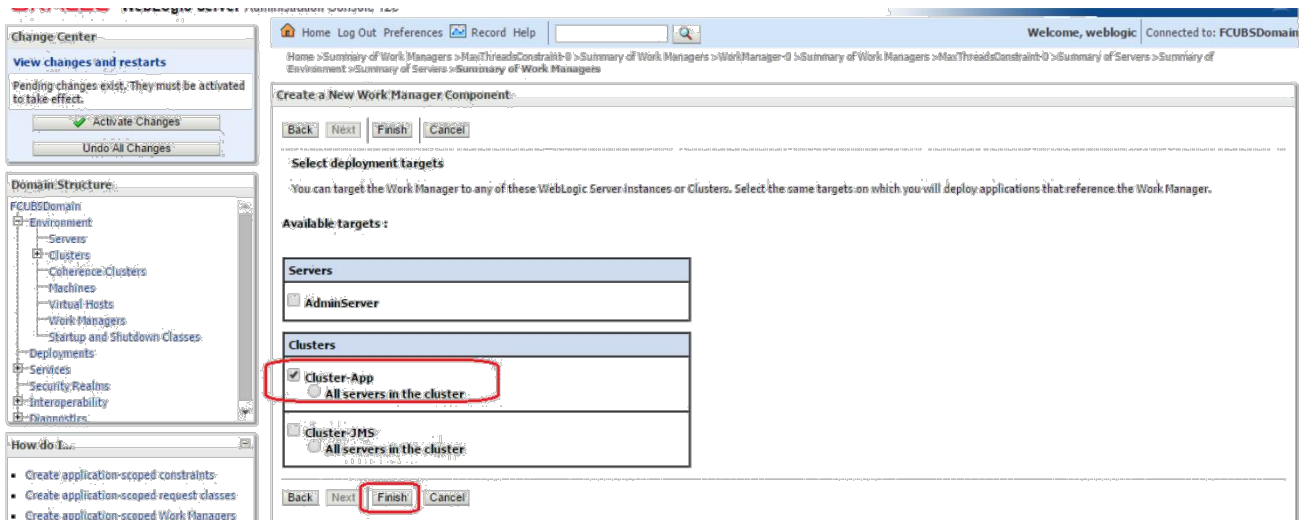 WebLogic Server Administration Console 12c
Change Center
View changes and restarts
Pending changes exist. They must be activated
to take effect.
Activate Changes
Undo All Changes
Domain Structure
FCUBSDomain
Environment
Servers
Clusters
Coherence Clusters
Machines
Virtual Hosts
Work Managers
Startup and Shutdown Classes
Deployments
Services
Security Realms
Interoperability
Diagnostics
How do I...
Create application-scoped constraints
Create application-scoped request classes
Create application-scoped Work Managers
Home Log Out Preferences Record Help
Welcome, weblogic Connected to: FCUBSDomain
Home >Summary of Work Managers >MaxThreadsConstraint-0 >Summary of Work Managers >WorkManager-0 >Summary of Work Managers >MaxThreadsConstraint-0 >Summary of Servers >Summary of
Environment >Summary of Servers >Summary of Work Managers
Create a New Work Manager Component
Back Next Finish Cancel
Select deployment targets
You can target the Work Manager to any of these WebLogic Server instances or Clusters. Select the same targets on which you will deploy applications that reference the Work Manager.
Available targets :
Servers
AdminServer
Clusters
Cluster-App
All servers in the cluster
Cluster-JMS
All servers in the cluster
Back Next Finish Cancel